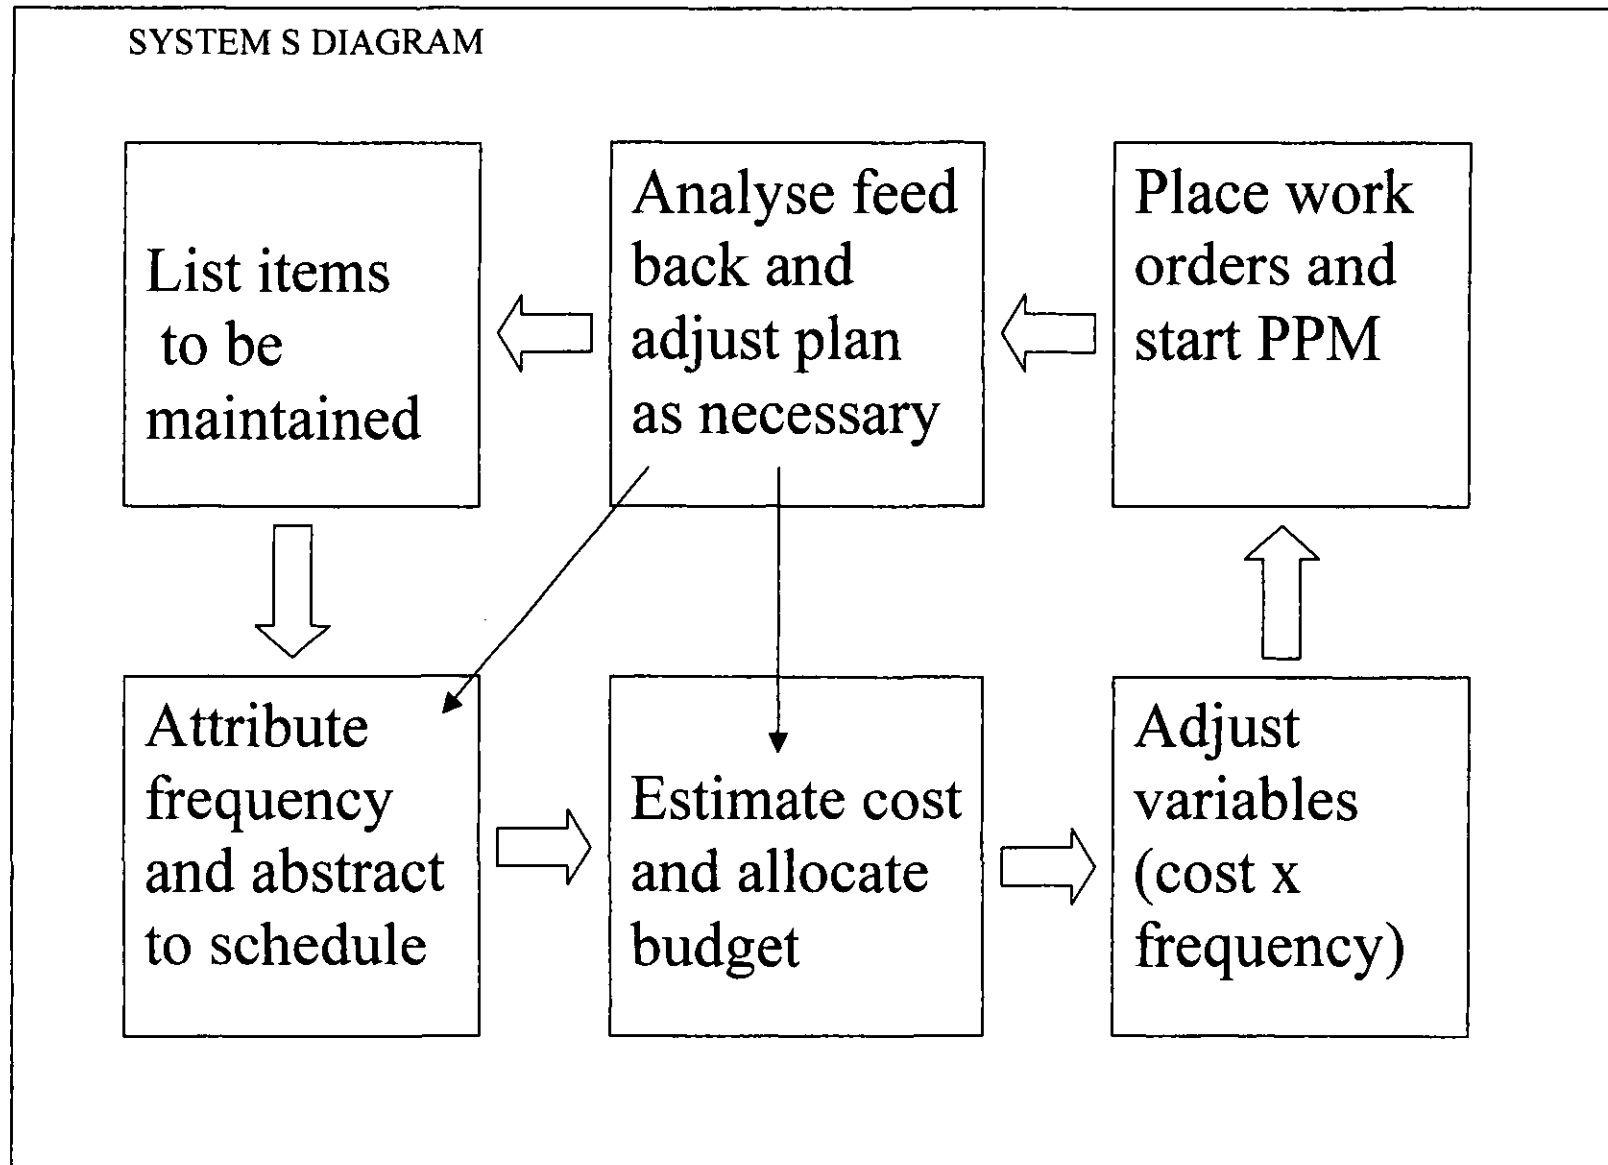 SYSTEM S DIAGRAM
List items
to be
maintained
Analyse feed
back and
adjust plan
as necessary
Place work
orders and
start PPM
Attribute
frequency
and abstract
to schedule
Estimate cost
and allocate
budget
Adjust
variables
(cost x
frequency)